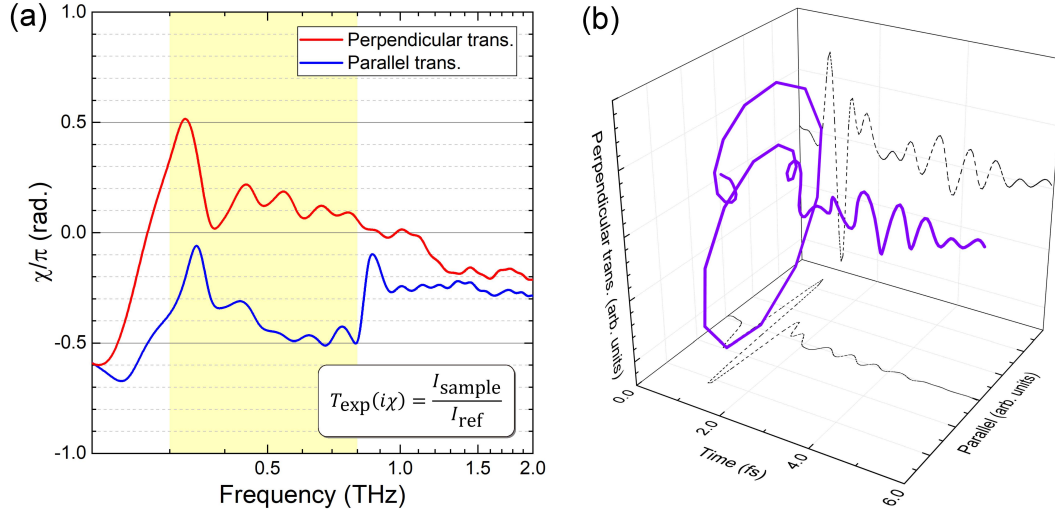 (a)
1.0
0.5
0.0
-0.5
-1.0
χ/π (rad.)
Perpendicular trans.
Parallel trans.
T_exp(iχ) = I_sample / I_ref
0.5
1.0
1.5
2.0
Frequency (THz)
(b)
Perpendicular trans. (arb. units)
0.0
2.0
4.0
6.0
Time (fs)
Parallel (arb. units)